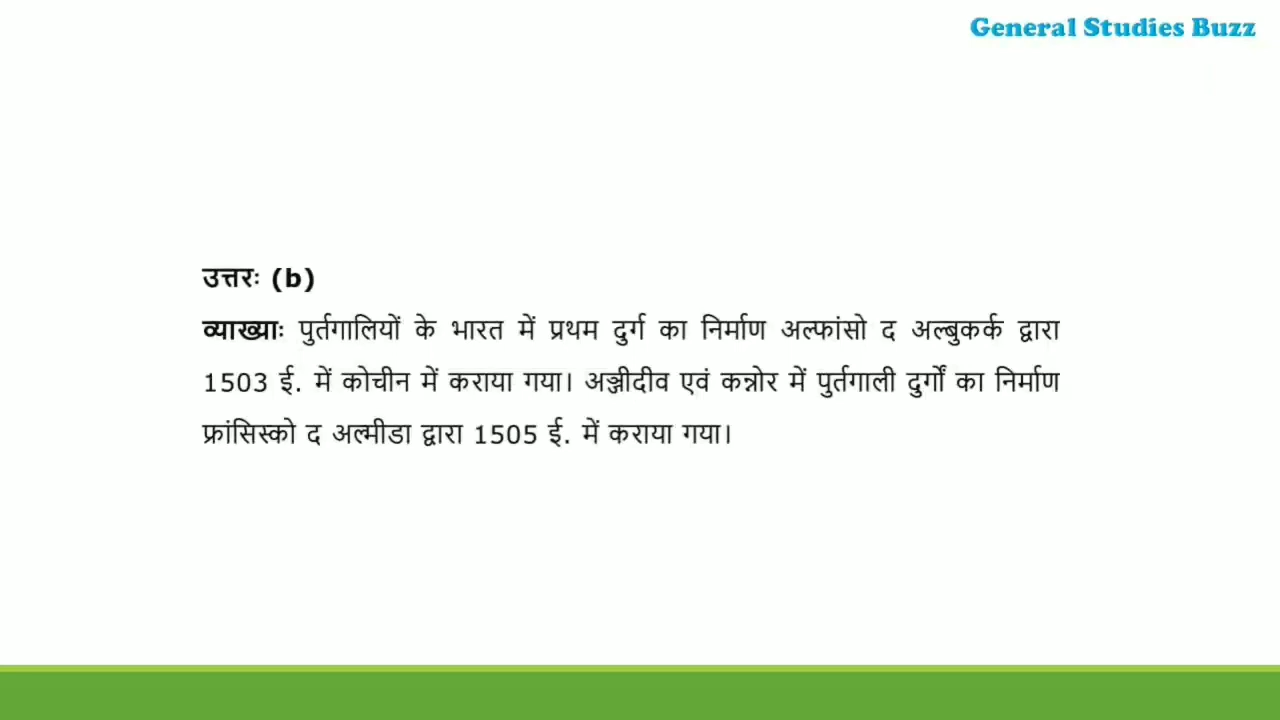 General Studies Buzz
उत्तरः (b)
व्याख्याः पुर्तगालियों के भारत में प्रथम दुर्ग का निर्माण अल्फांसो द अल्बुकर्क द्वारा
1503 ई. में कोचीन में कराया गया। अञ्जीदीव एवं कन्नोर में पुर्तगाली दुर्गों का निर्माण
फ्रांसिस्को द अल्मीडा द्वारा 1505 ई. में कराया गया।